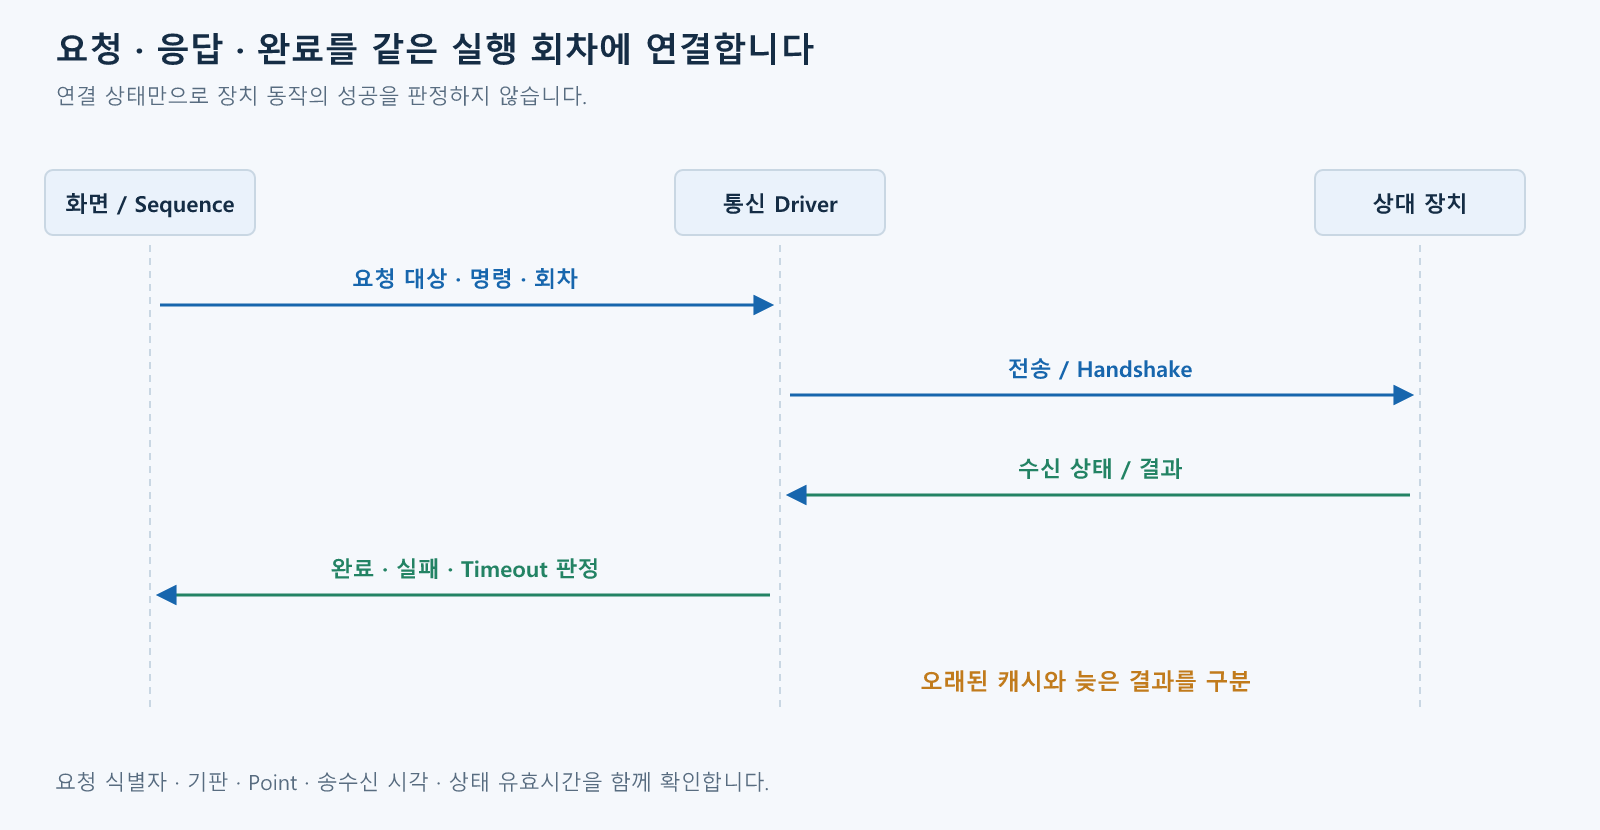 요청 · 응답 · 완료를 같은 실행 회차에 연결합니다
연결 상태만으로 장치 동작의 성공을 판정하지 않습니다.
화면 / Sequence
통신 Driver
상대 장치
요청 대상 · 명령 · 회차
전송 / Handshake
수신 상태 / 결과
완료 · 실패 · Timeout 판정
오래된 캐시와 늦은 결과를 구분
요청 식별자 · 기판 · Point · 송수신 시각 · 상태 유효시간을 함께 확인합니다.